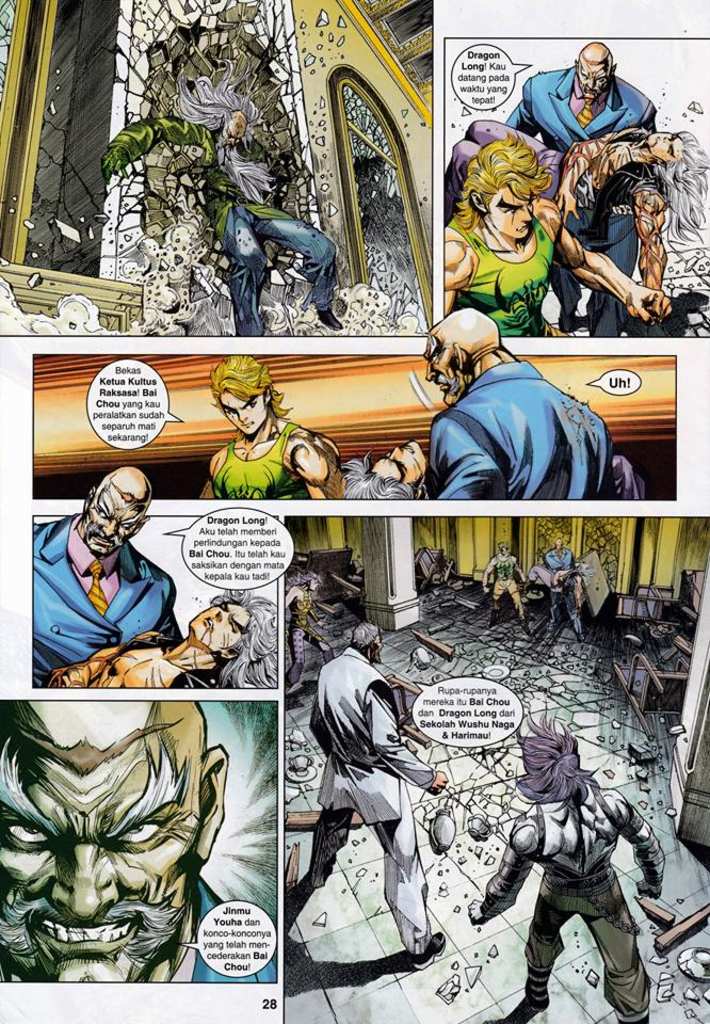 Dragon
Long! Kau
datang pada
waktu yang
tepat!
Bekas
Ketua Kultus
Raksasa! Bai
Chou yang kau
peralatkan sudah
separuh mati
sekarang!
Uh!
Dragon Long!
Aku telah memberi
perlindungan kepada
Bai Chou. Itu telah kau
saksikan dengan mata
kepala kau tadi!
Rupa-rupanya
mereka itu Bai Chou
dan Dragon Long dari
Sekolah Wushu Naga
& Harimau!
Jinmu
Youha dan
konco-konconya
yang telah men-
cederakan Bai
Chou!
28